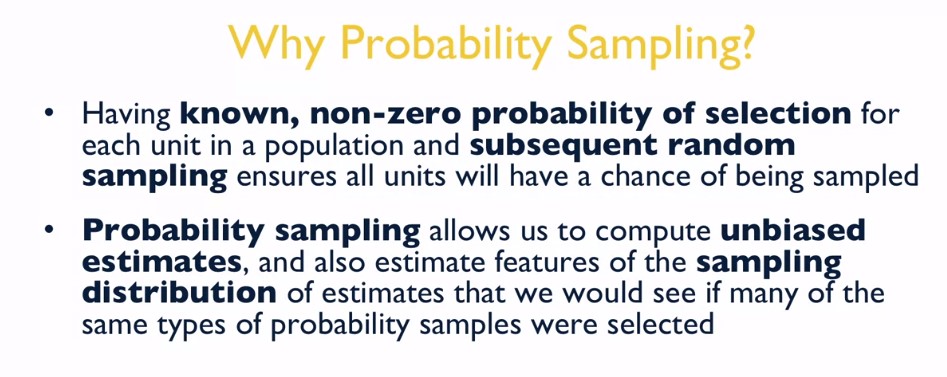 Why Probability Sampling?
• Having known, non-zero probability of selection for
each unit in a population and subsequent random
sampling ensures all units will have a chance of being sampled
• Probability sampling allows us to compute unbiased
estimates, and also estimate features of the sampling
distribution of estimates that we would see if many of the
same types of probability samples were selected